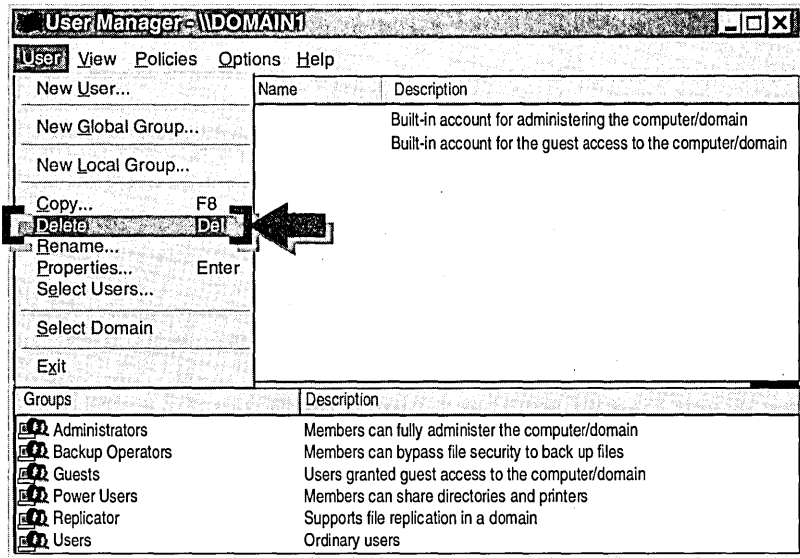 User Manager - \\DOMAIN1
User View Policies Options Help
New User...
New Global Group...
New Local Group...
Copy... F8
Delete Del
Rename...
Properties... Enter
Select Users...
Select Domain
Exit
Name Description
Built-in account for administering the computer/domain
Built-in account for the guest access to the computer/domain
Groups Description
Administrators Members can fully administer the computer/domain
Backup Operators Members can bypass file security to back up files
Guests Users granted guest access to the computer/domain
Power Users Members can share directories and printers
Replicator Supports file replication in a domain
Users Ordinary users